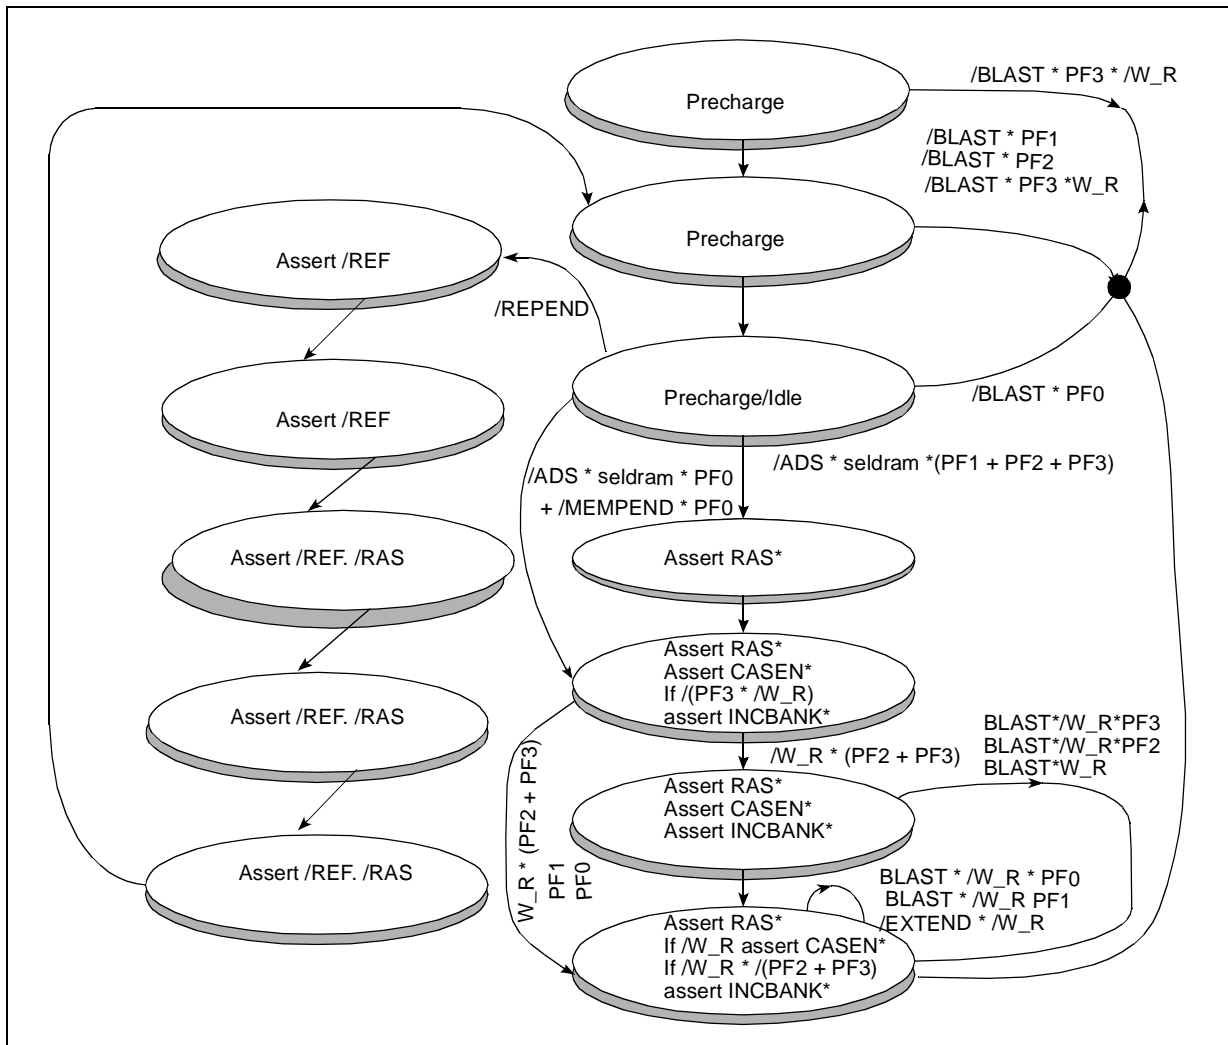 Precharge
/BLAST * PF3 * /W_R
/BLAST * PF1
/BLAST * PF2
/BLAST * PF3 *W_R
Precharge
Assert /REF
/REPEND
Precharge/Idle
/BLAST * PF0
Assert /REF
/ADS * seldram * PF0
+ /MEMPEND * PF0
/ADS * seldram *(PF1 + PF2 + PF3)
Assert /REF. /RAS
Assert RAS*
Assert RAS*
Assert CASEN*
If /(PF3 * /W_R)
assert INCBANK*
Assert /REF. /RAS
/W_R * (PF2 + PF3)
BLAST*/W_R*PF3
BLAST*/W_R*PF2
BLAST*W_R
Assert RAS*
Assert CASEN*
Assert INCBANK*
W_R * (PF2 + PF3)
PF1
PF0
Assert /REF. /RAS
BLAST * /W_R * PF0
BLAST * /W_R PF1
/EXTEND * /W_R
Assert RAS*
If /W_R assert CASEN*
If /W_R * /(PF2 + PF3)
assert INCBANK*